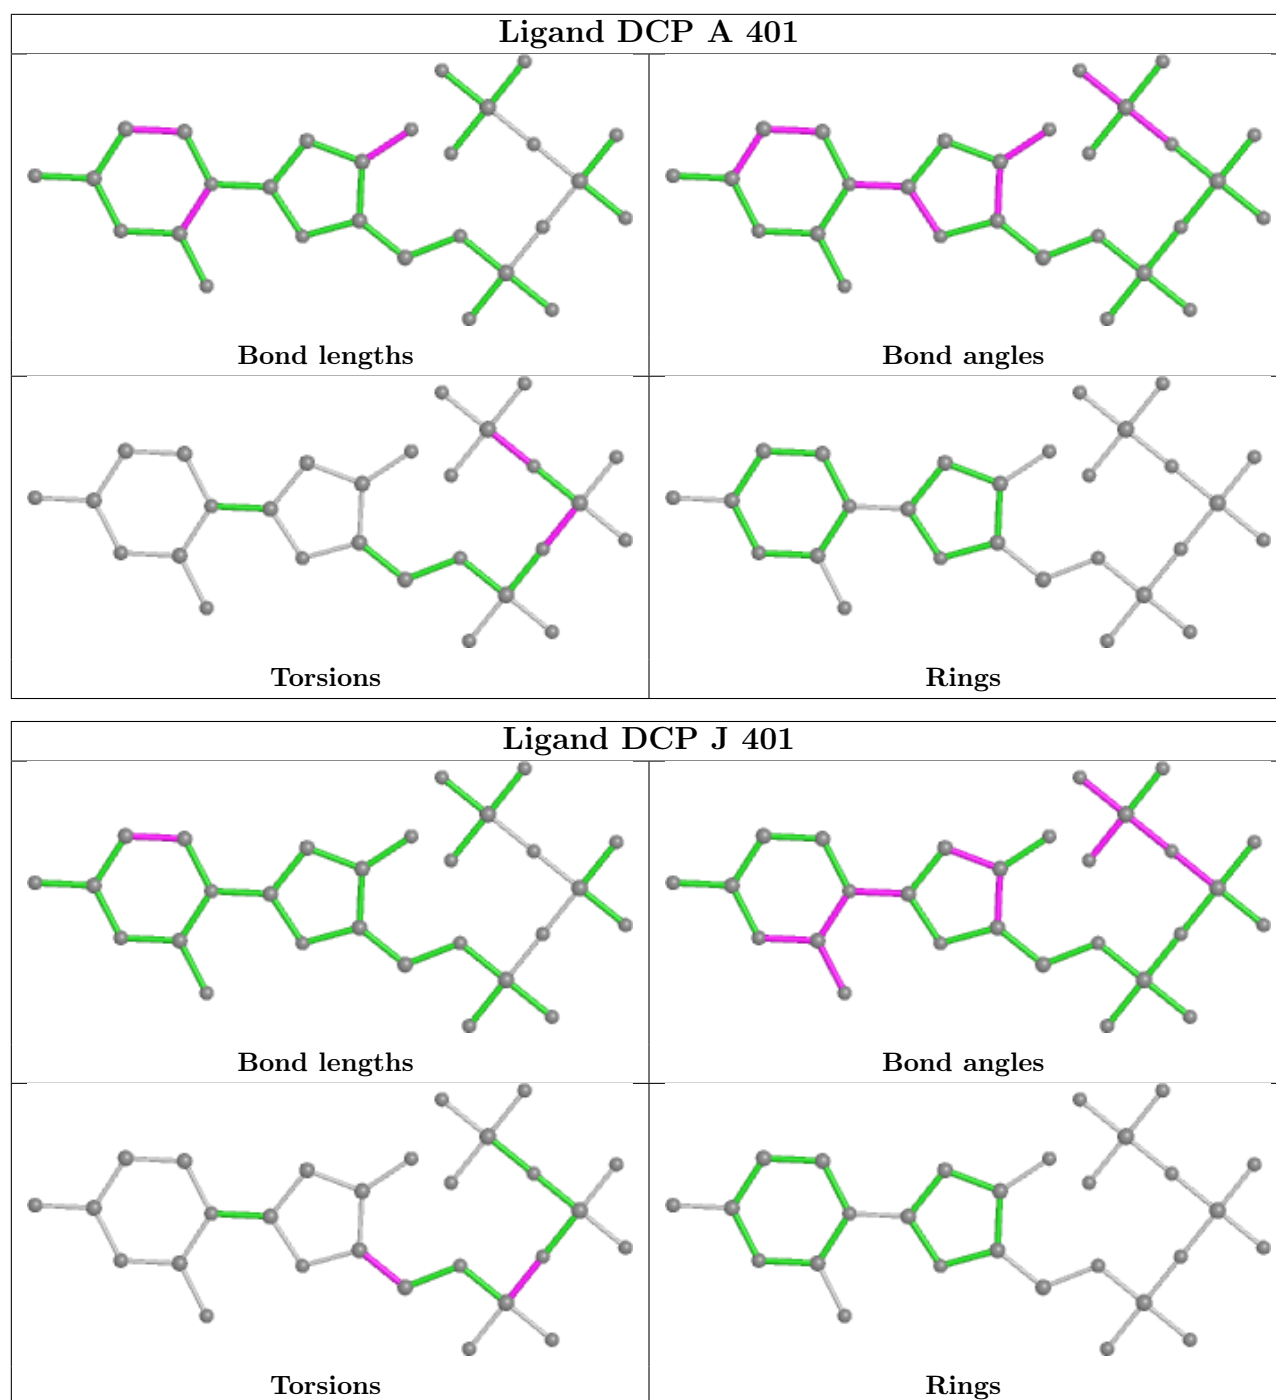 Ligand DCP A 401
Bond lengths
Bond angles
Torsions
Rings
Ligand DCP J 401
Bond lengths
Bond angles
Torsions
Rings